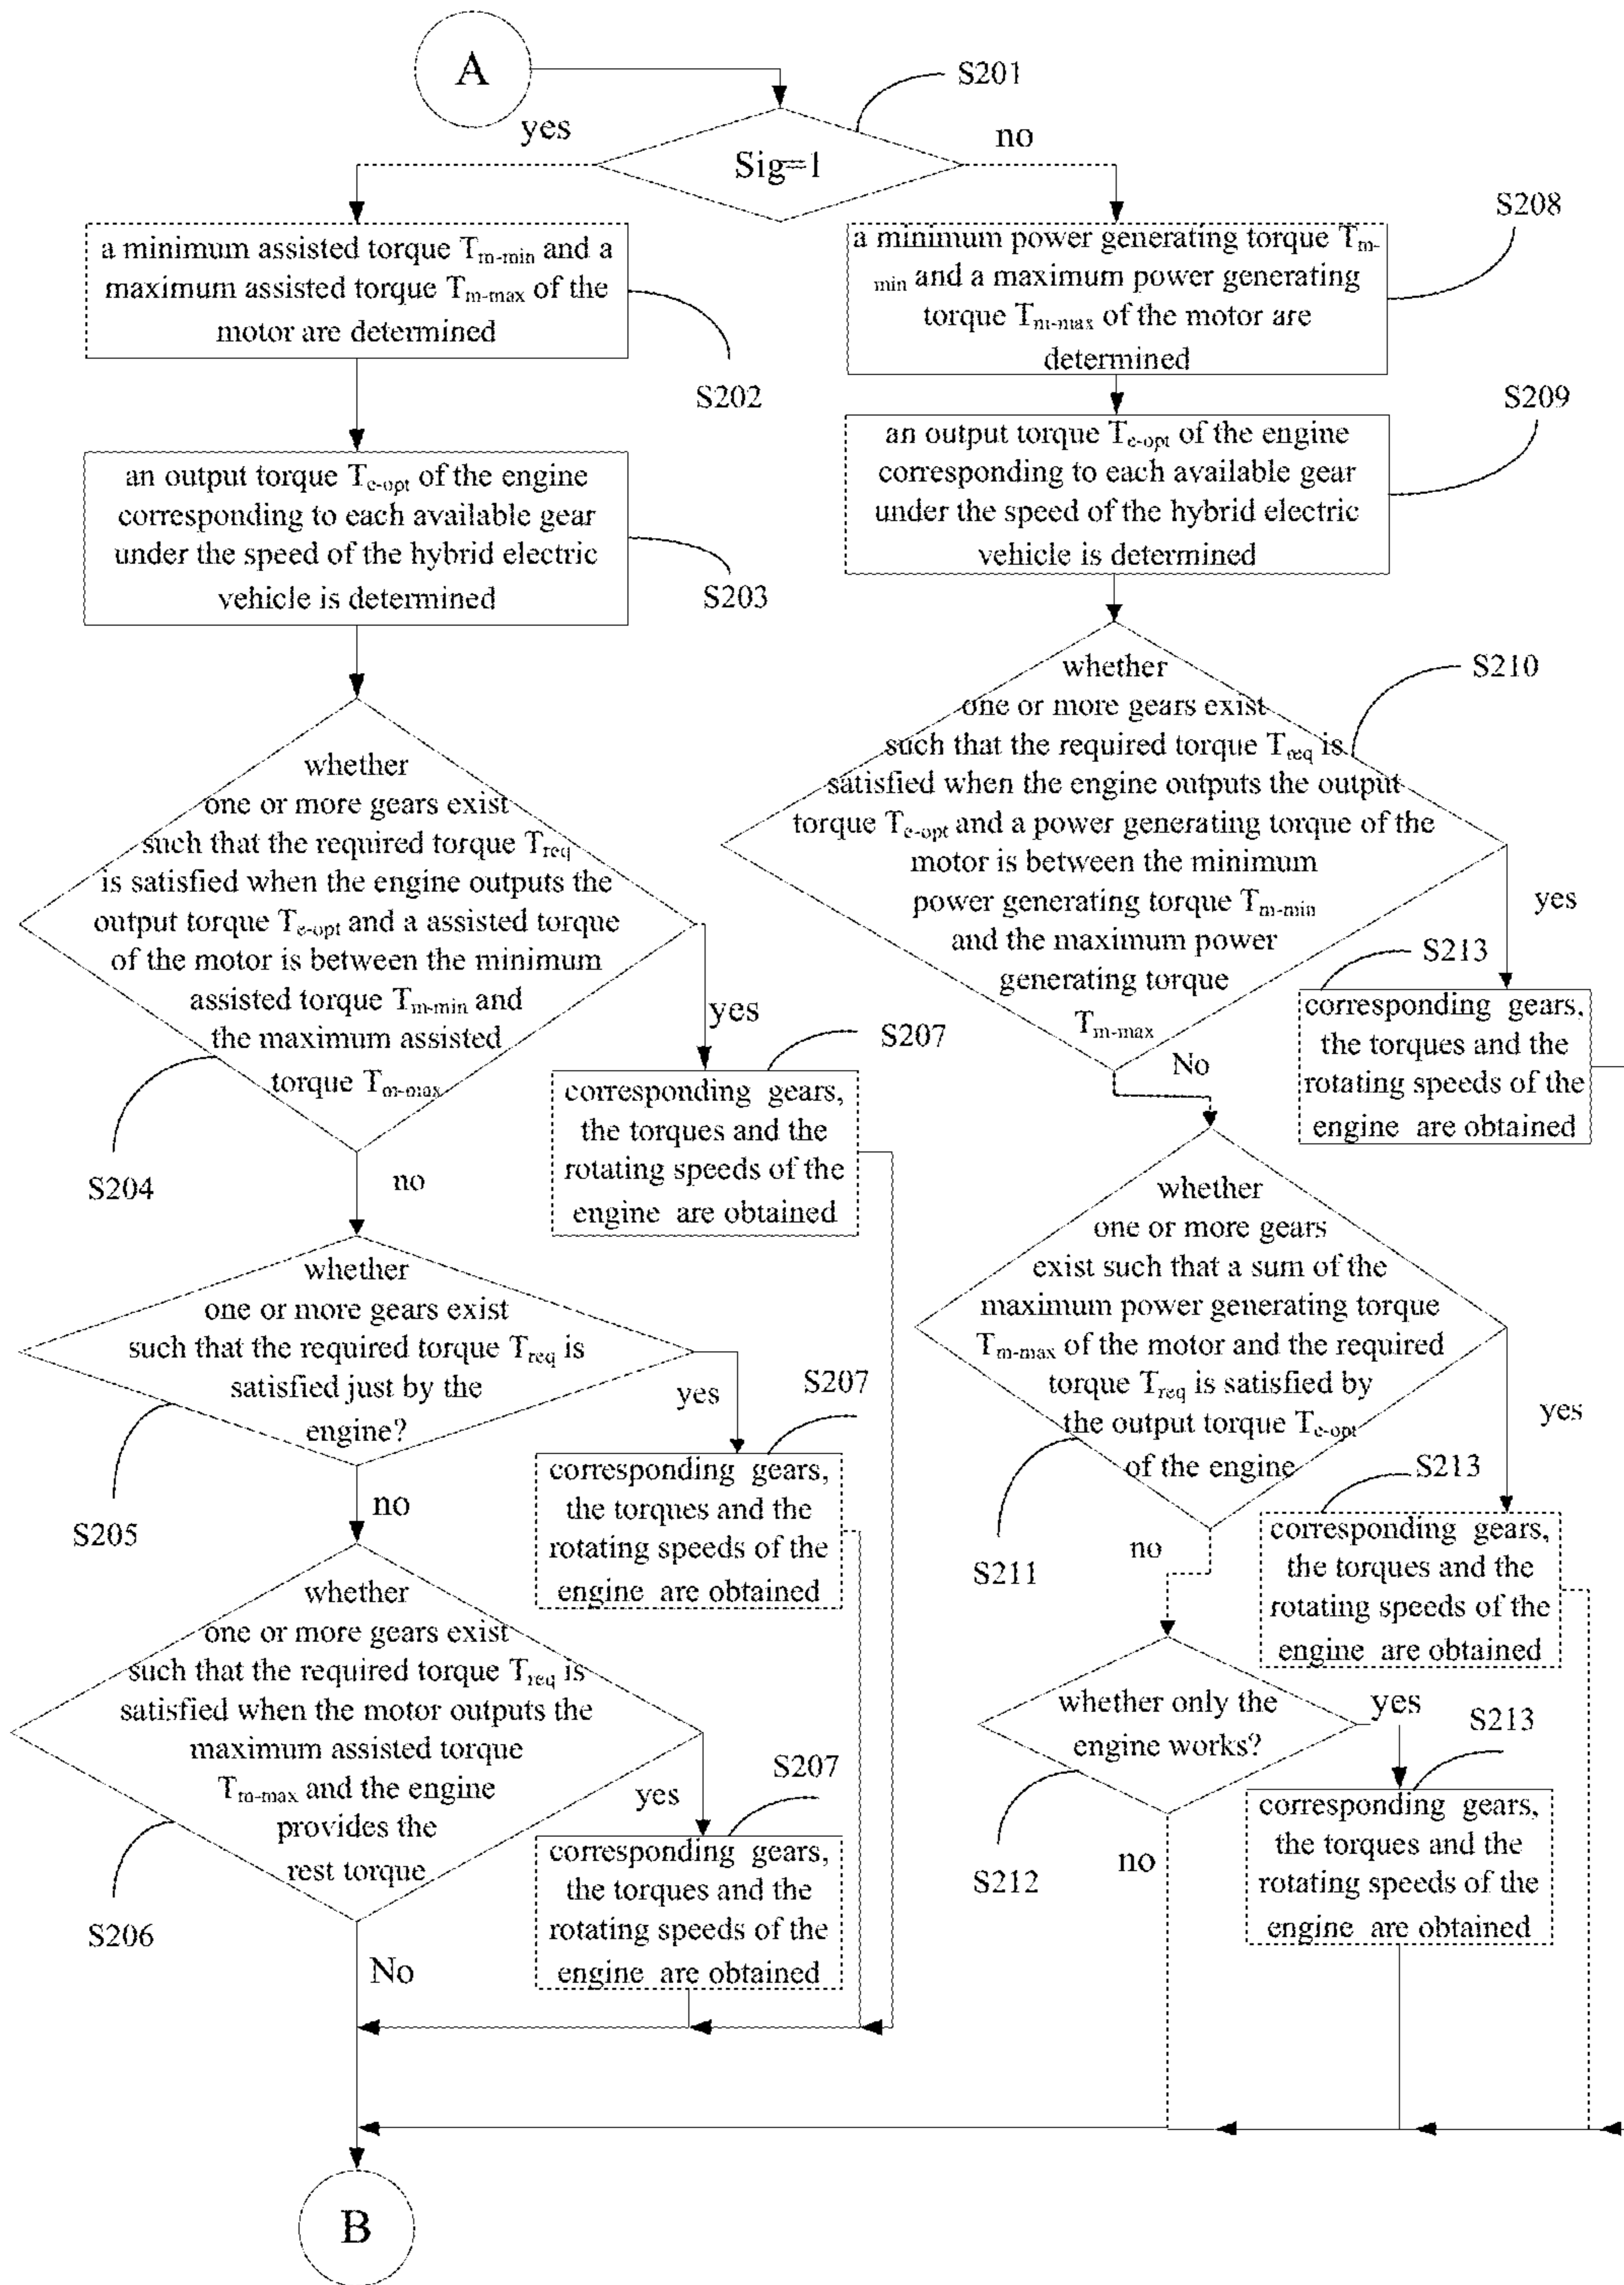 A
S201
yes
no
Sig=1
S208
a minimum assisted torque Tm-min and a
maximum assisted torque Tm-max of the
motor are determined
S202
a minimum power generating torque Tm-
min and a maximum power generating
torque Tm-max of the motor are
determined
S209
an output torque Te-opt of the engine
corresponding to each available gear
under the speed of the hybrid electric
vehicle is determined
S203
an output torque Te-opt of the engine
corresponding to each available gear
under the speed of the hybrid electric
vehicle is determined
whether
one or more gears exist
such that the required torque Treq is
satisfied when the engine outputs the output
torque Te-opt and a power generating torque of the
motor is between the minimum
power generating torque Tm-min
and the maximum power
generating torque
Tm-max
S210
yes
No
S213
corresponding gears,
the torques and the
rotating speeds of the
engine are obtained
whether
one or more gears exist
such that the required torque Treq
is satisfied when the engine outputs the
output torque Te-opt and a assisted torque
of the motor is between the minimum
assisted torque Tm-min and
the maximum assisted
torque Tm-max
S204
yes
no
S207
corresponding gears,
the torques and the
rotating speeds of the
engine are obtained
whether
one or more gears
exist such that a sum of the
maximum power generating torque
Tm-max of the motor and the required
torque Treq is satisfied by
the output torque Te-opt
of the engine
S211
yes
no
S213
corresponding gears,
the torques and the
rotating speeds of the
engine are obtained
whether
one or more gears exist
such that the required torque Treq is
satisfied just by the
engine?
S205
yes
no
S207
corresponding gears,
the torques and the
rotating speeds of the
engine are obtained
whether
one or more gears exist
such that the required torque Treq is
satisfied when the motor outputs the
maximum assisted torque
Tm-max and the engine
provides the
rest torque
S206
yes
No
S207
corresponding gears,
the torques and the
rotating speeds of the
engine are obtained
whether only the
engine works?
S212
yes
no
S213
corresponding gears,
the torques and the
rotating speeds of the
engine are obtained
B